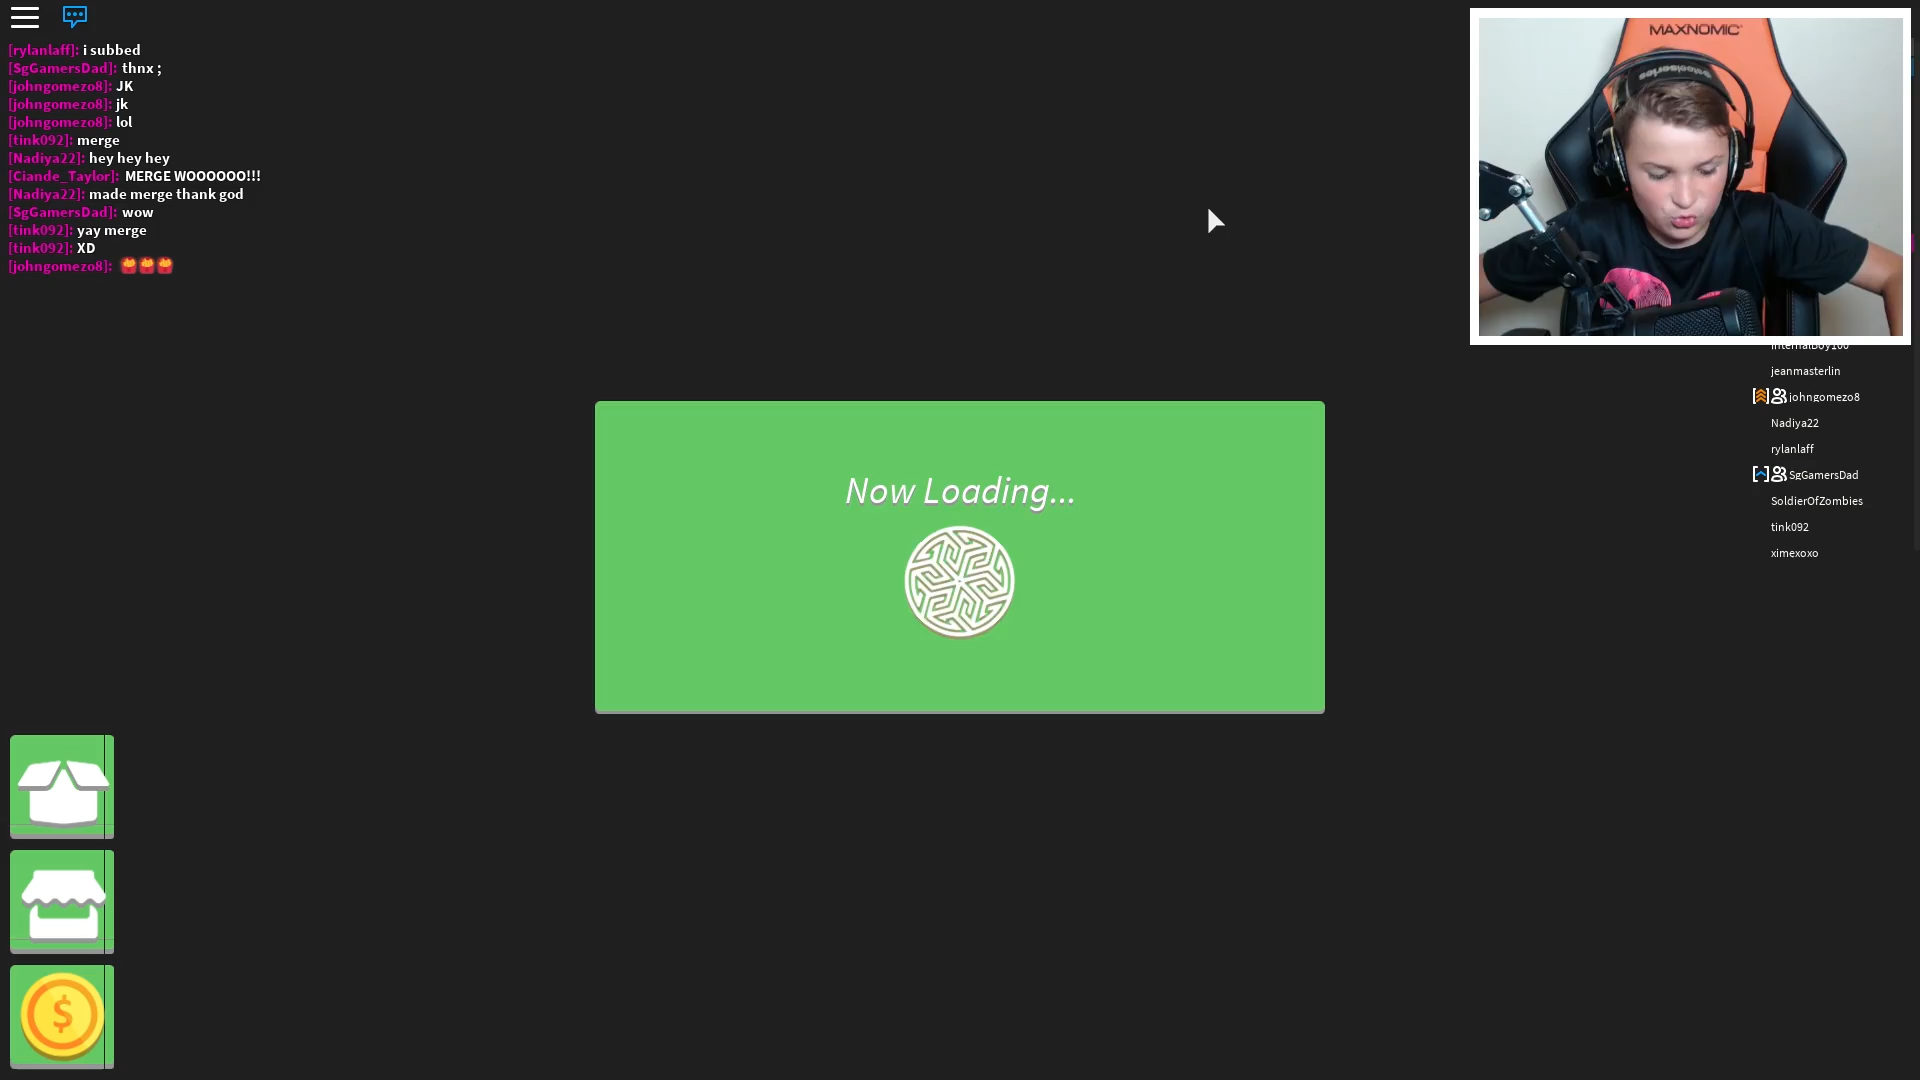 [rylanlaff]: i subbed
[SgGamersDad]: thnx ;
[johngomezo8]: JK
[johngomezo8]: jk
[johngomezo8]: lol
[tink092]: merge
[Nadiya22]: hey hey hey
[Ciande_Taylor]: MERGE WOOOOOO!!!
[Nadiya22]: made merge thank god
[SgGamersDad]: wow
[tink092]: yay merge
[tink092]: XD
[johngomezo8]:
MAXNOMIC
steelseries
jeanmasterlin
johngomezo8
Nadiya22
rylanlaff
SgGamersDad
SoldierOfZombies
tink092
ximexoxo
Now Loading...
$